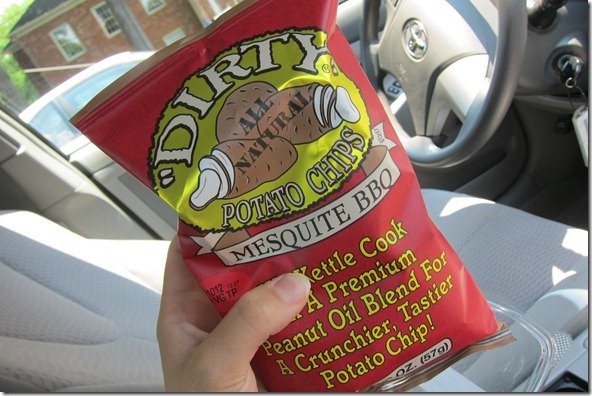 "DIRTY"®
ALL
NATURAL
POTATO CHIPS
MESQUITE BBQ
Kettle Cook
A Premium
Peanut Oil Blend For
A Crunchier, Tastier
Potato Chip!
OZ. (57g)